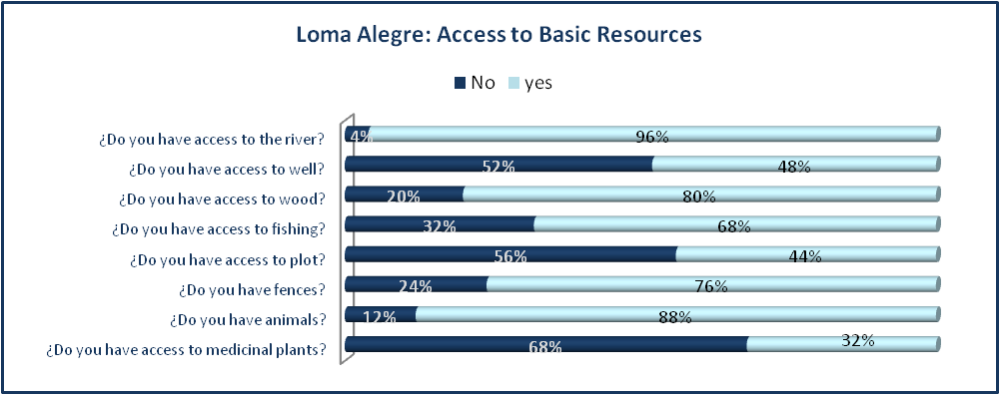 Loma Alegre: Access to Basic Resources
No yes
¿Do you have access to the river? 4% 96%
¿Do you have access to well? 52% 48%
¿Do you have access to wood? 20% 80%
¿Do you have access to fishing? 32% 68%
¿Do you have access to plot? 56% 44%
¿Do you have fences? 24% 76%
¿Do you have animals? 12% 88%
¿Do you have access to medicinal plants? 68% 32%